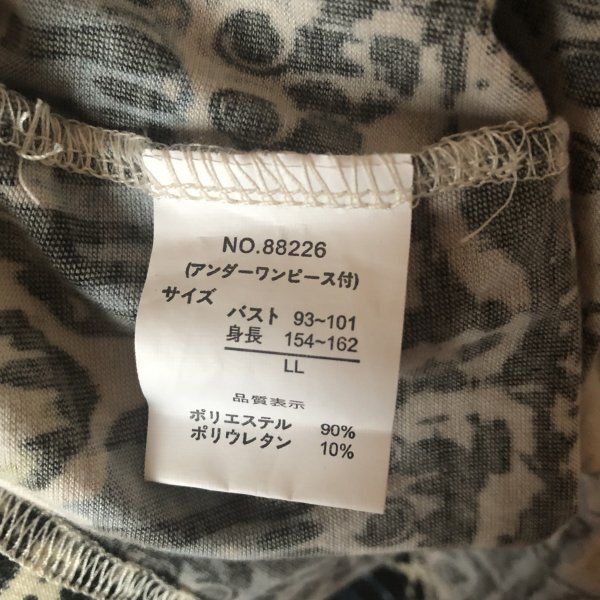 NO.88226
(アンダーワンピース付)
サイズ
バスト 93~101
身長 154~162
LL
品質表示
ポリエステル 90%
ポリウレタン 10%